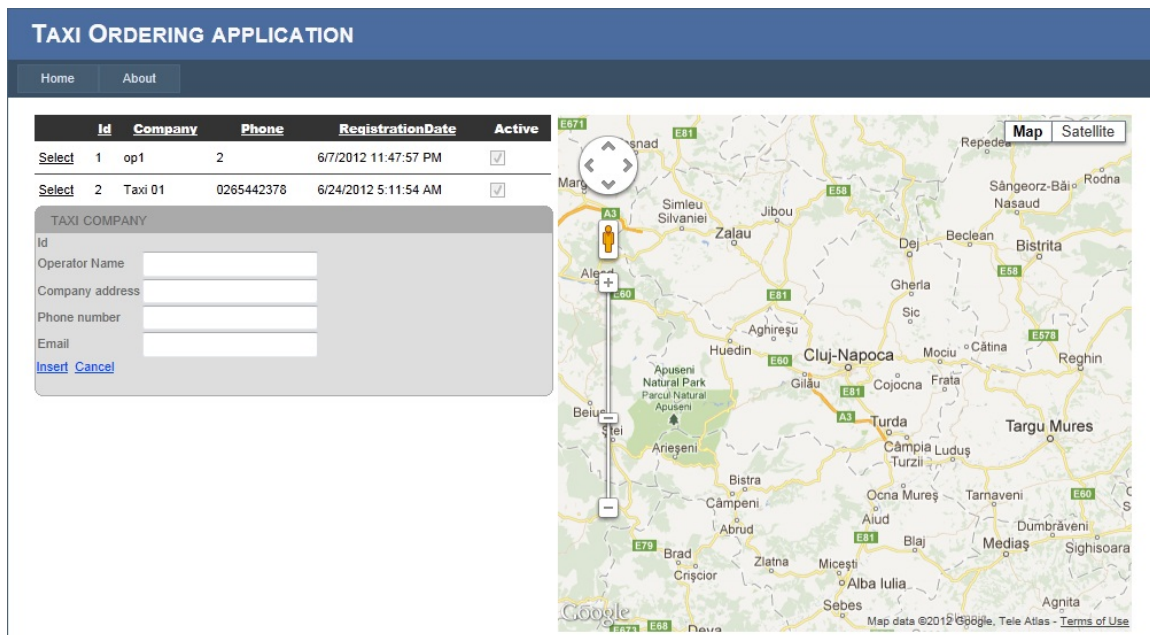 TAXI ORDERING APPLICATION
Home About
Id Company Phone RegistrationDate Active
Select 1 op1 2 6/7/2012 11:47:57 PM
Select 2 Taxi 01 0265442378 6/24/2012 5:11:54 AM
TAXI COMPANY
Id
Operator Name
Company address
Phone number
Email
Insert Cancel
Map Satellite
E671
E81
snad
Repedea
Rodna
Sângeorz-Băi
Nasaud
E58
A3
Simleu
Silvaniei
Jibou
Zalau
Dej
Beclean
Bistrita
E58
E60
E81
Gherla
Sic
Aghireşu
E578
Huedin
E60
Cluj-Napoca
Mociu
Cătina
Reghin
Apuseni
Natural Park
Parcul Natural
Apuseni
Gilău
E81
Cojocna
Frata
Beiuş
A3
Turda
Targu Mures
Ştei
Arieşeni
Câmpia
Turzii
Luduş
Bistra
Câmpeni
Ocna Mureş
Tarnaveni
E60
Abrud
Aiud
Dumbrăveni
E79
Brad
E81
Blaj
Mediaş
Sighisoara
Crişcior
Zlatna
Miceşti
Alba Iulia
Sebes
Agnita
Google
E673 E68 Deva
Map data ©2012 Google, Tele Atlas - Terms of Use